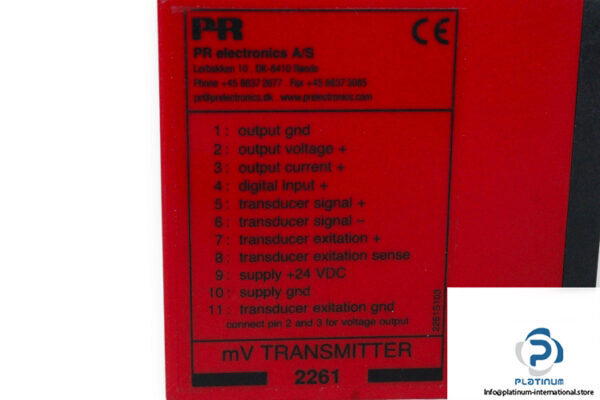 PR
PR electronics A/S
Lerbakken 10 DK-8410 Rønde
Phone +45 8637 2677 Fax +45 8637 3085
pr@prelectronics.dk www.prelectronics.com
CE
1: output gnd
2: output voltage +
3: output current +
4: digital input +
5: transducer signal +
6: transducer signal –
7: transducer exitation +
8: transducer exitation sense
9: supply +24 VDC
10: supply gnd
11: transducer exitation gnd
connect pin 2 and 3 for voltage output
2261S103
mV TRANSMITTER
2261
PLATINUM
Info@platinum-international.store